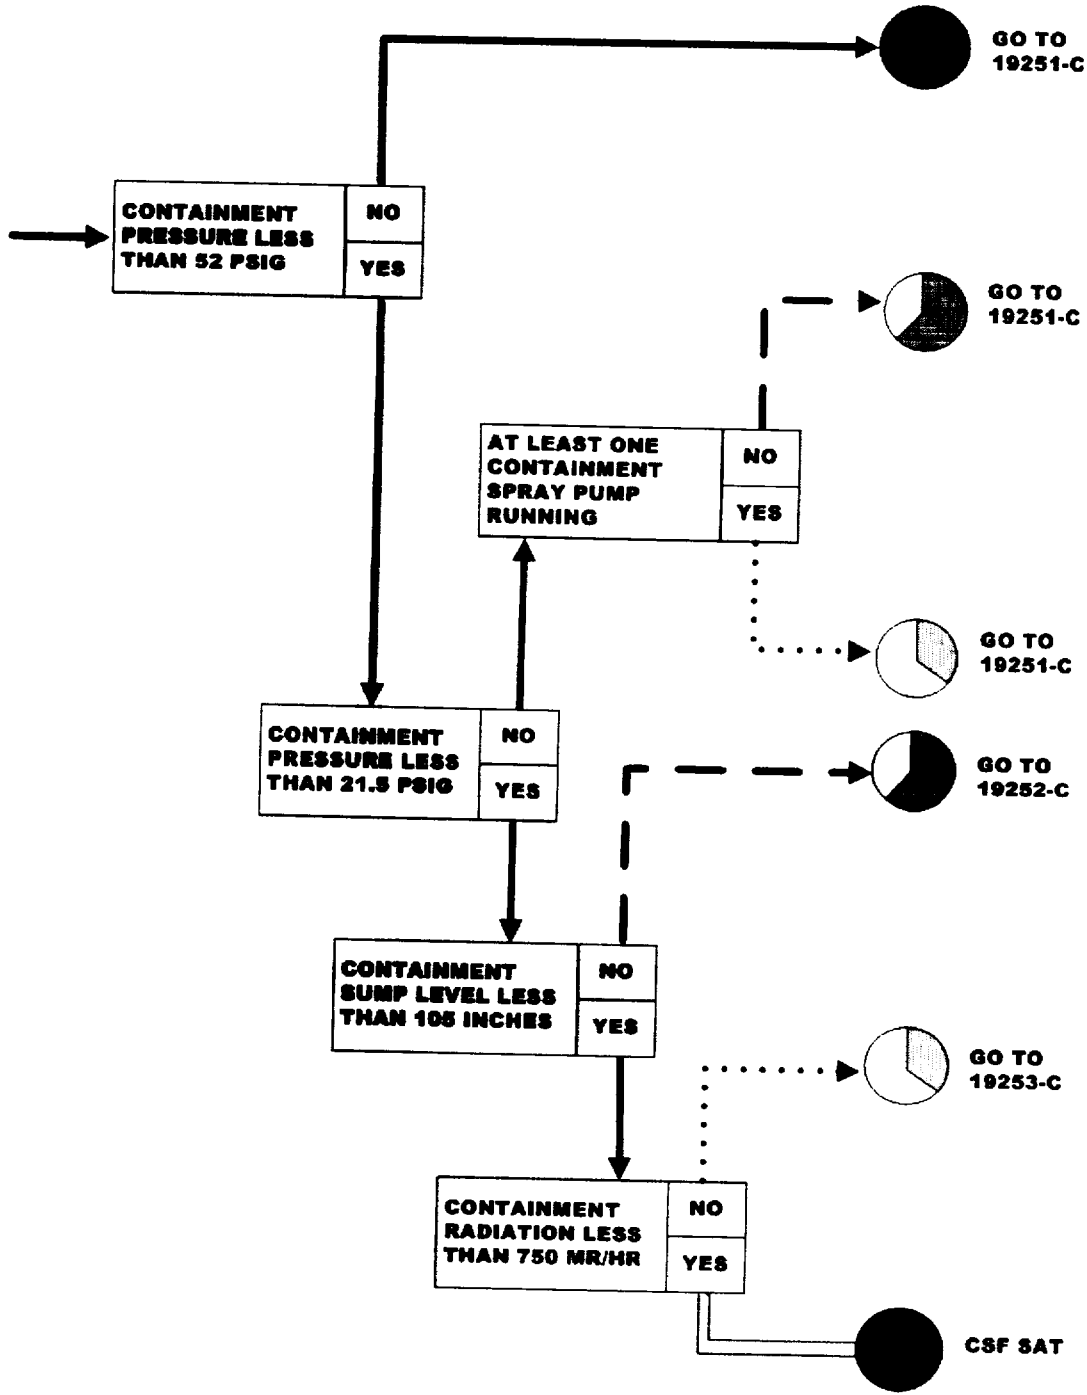 GO TO
19251-C
CONTAINMENT
PRESSURE LESS
THAN 52 PSIG
NO
YES
GO TO
19251-C
AT LEAST ONE
CONTAINMENT
SPRAY PUMP
RUNNING
NO
YES
GO TO
19251-C
CONTAINMENT
PRESSURE LESS
THAN 21.5 PSIG
NO
YES
GO TO
19252-C
CONTAINMENT
SUMP LEVEL LESS
THAN 105 INCHES
NO
YES
GO TO
19253-C
CONTAINMENT
RADIATION LESS
THAN 750 MR/HR
NO
YES
CSF SAT